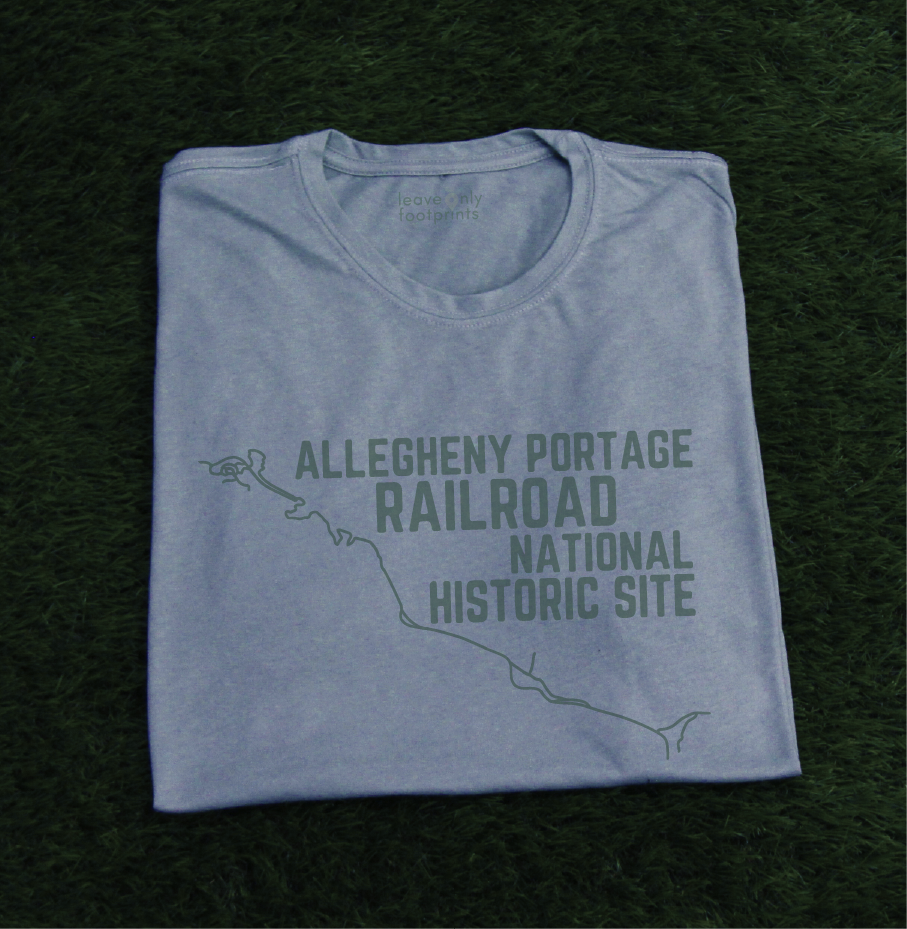 leave only
footprints
ALLEGHENY PORTAGE
RAILROAD
NATIONAL
HISTORIC SITE